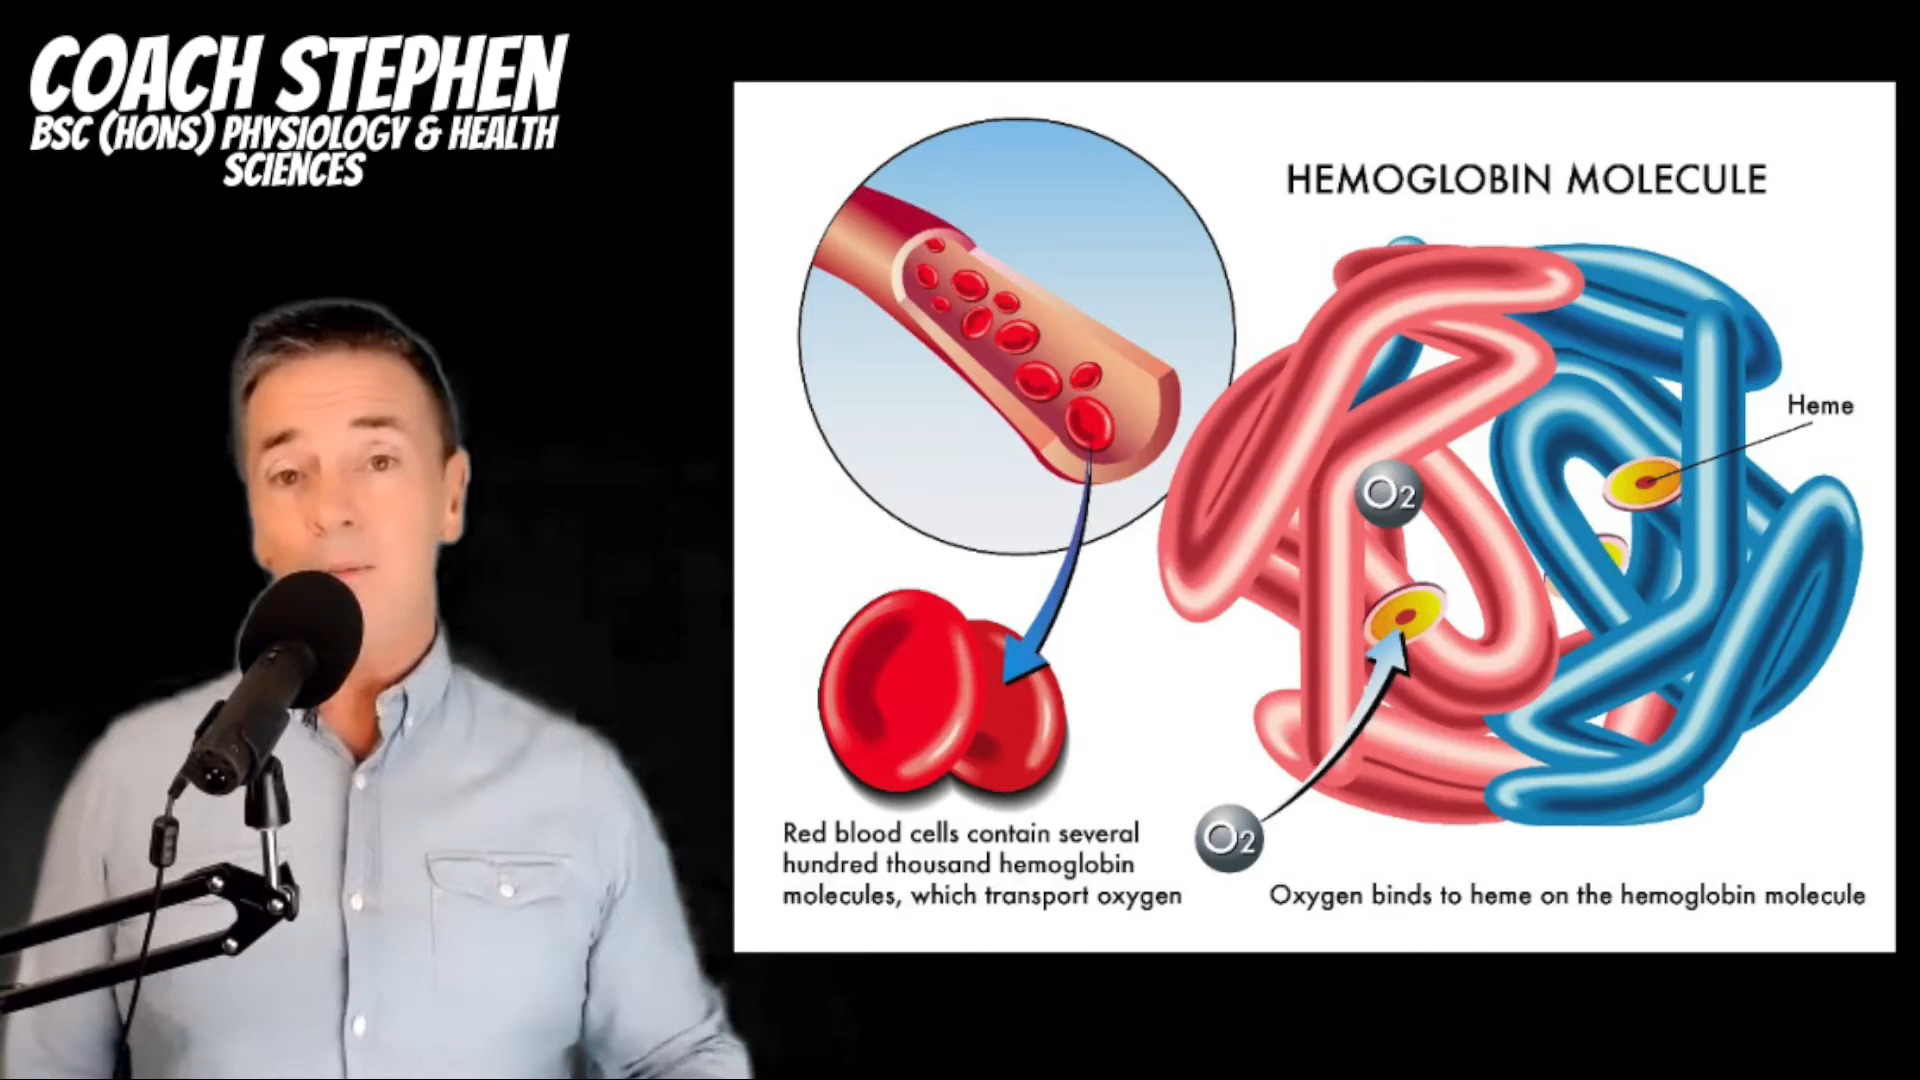 COACH STEPHEN
BSC (HONS) PHYSIOLOGY & HEALTH
SCIENCES
HEMOGLOBIN MOLECULE
Heme
O2
O2
Red blood cells contain several
hundred thousand hemoglobin
molecules, which transport oxygen
Oxygen binds to heme on the hemoglobin molecule